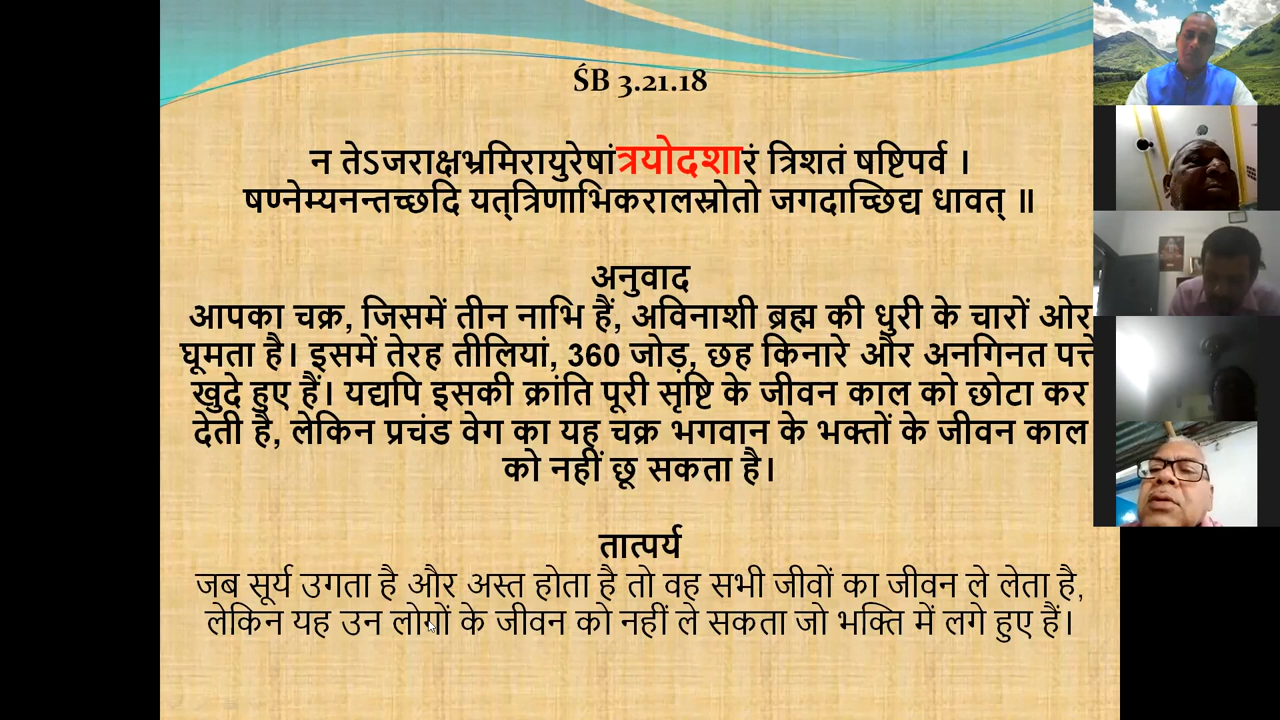 ŚB 3.21.18
न तेऽजराक्षभ्रमिरायुरेषांत्रयोदशारं त्रिशतं षष्टिपर्व ।
षण्नेम्यनन्तच्छदि यत्‌त्रिणाभिकरालस्रोतो जगदाच्छिद्य धावत् ॥
अनुवाद
आपका चक्र, जिसमें तीन नाभि हैं, अविनाशी ब्रह्म की धुरी के चारों ओर
घूमता है। इसमें तेरह तीलियां, 360 जोड़, छह किनारे और अनगिनत पत्ते
खुदे हुए हैं। यद्यपि इसकी क्रांति पूरी सृष्टि के जीवन काल को छोटा कर
देती है, लेकिन प्रचंड वेग का यह चक्र भगवान के भक्तों के जीवन काल
को नहीं छू सकता है।
तात्पर्य
जब सूर्य उगता है और अस्त होता है तो वह सभी जीवों का जीवन ले लेता है,
लेकिन यह उन लोगों के जीवन को नहीं ले सकता जो भक्ति में लगे हुए हैं।